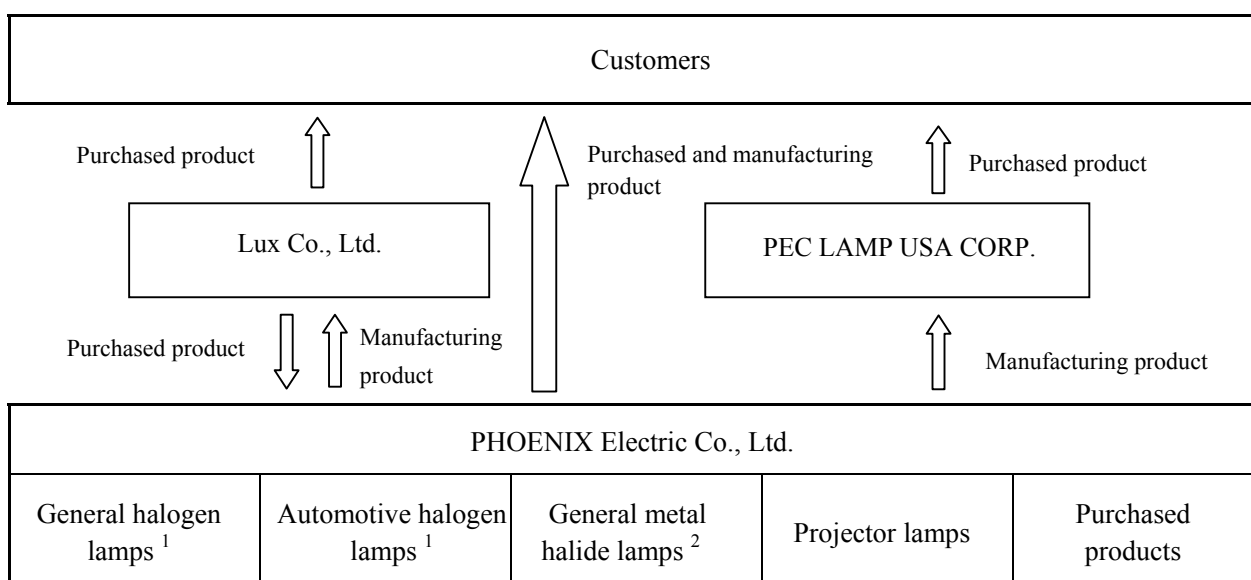 Customers
Purchased product
Purchased and manufacturing
product
Purchased product
Lux Co., Ltd.
PEC LAMP USA CORP.
Purchased product
Manufacturing
product
Manufacturing product
PHOENIX Electric Co., Ltd.
General halogen
lamps 1
Automotive halogen
lamps 1
General metal
halide lamps 2
Projector lamps
Purchased
products